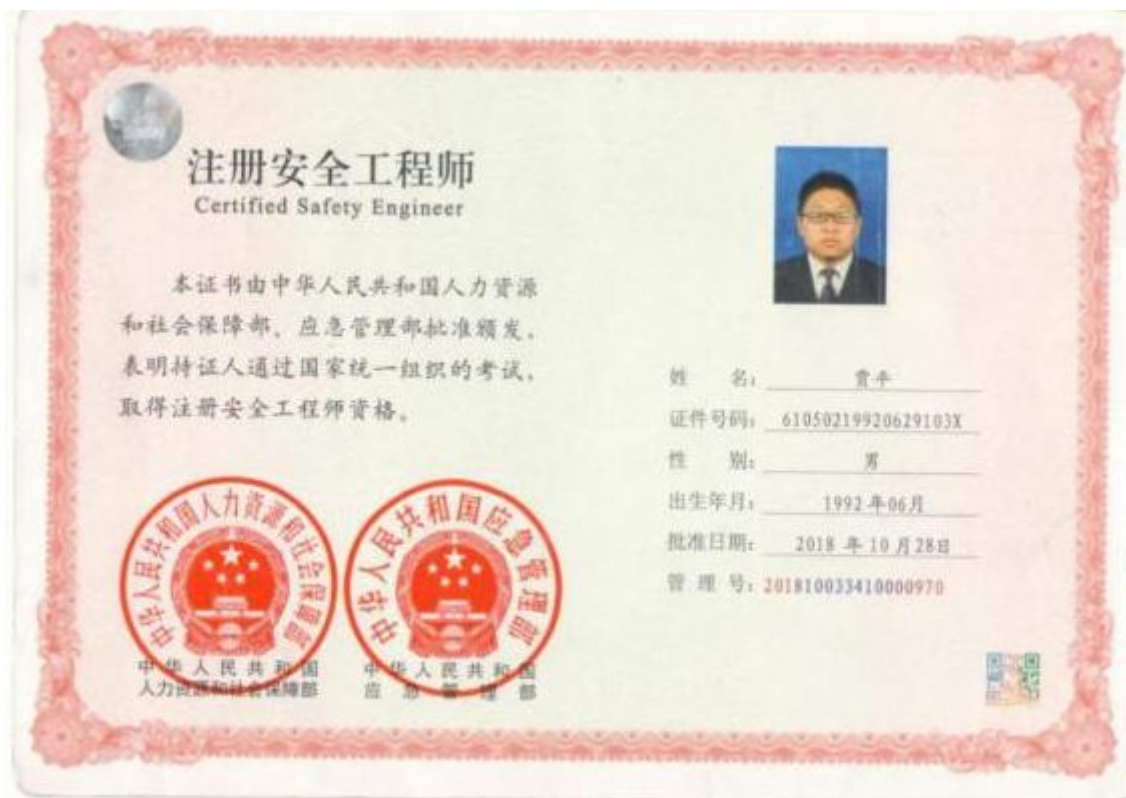 注册安全工程师
Certified Safety Engineer
本证书由中华人民共和国人力资源
和社会保障部、应急管理部批准颁发,
表明持证人通过国家统一组织的考试,
取得注册安全工程师资格。
中华人民共和国人力资源和社会保障部
中华人民共和国应急管理部
中华人民共和国
人力资源和社会保障部
中华人民共和国
应急管理部
姓 名: 平
证件号码: 61050219920629103X
性 别: 男
出生年月: 1992年06月
批准日期: 2018 年 10 月 28日
管 理 号: 201810033410000970